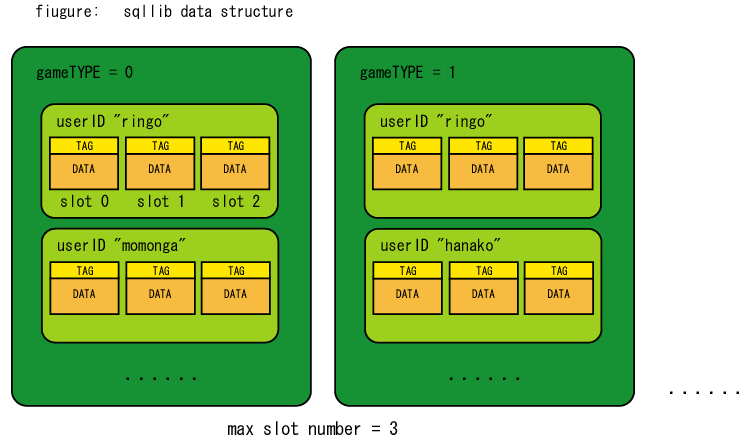 fiugure: sqllib data structure
gameTYPE = 0
userID "ringo"
TAG TAG TAG
DATA DATA DATA
slot 0 slot 1 slot 2
userID "momonga"
TAG TAG TAG
DATA DATA DATA
......
gameTYPE = 1
userID "ringo"
TAG TAG TAG
DATA DATA DATA
userID "hanako"
TAG TAG TAG
DATA DATA DATA
......
......
max slot number = 3